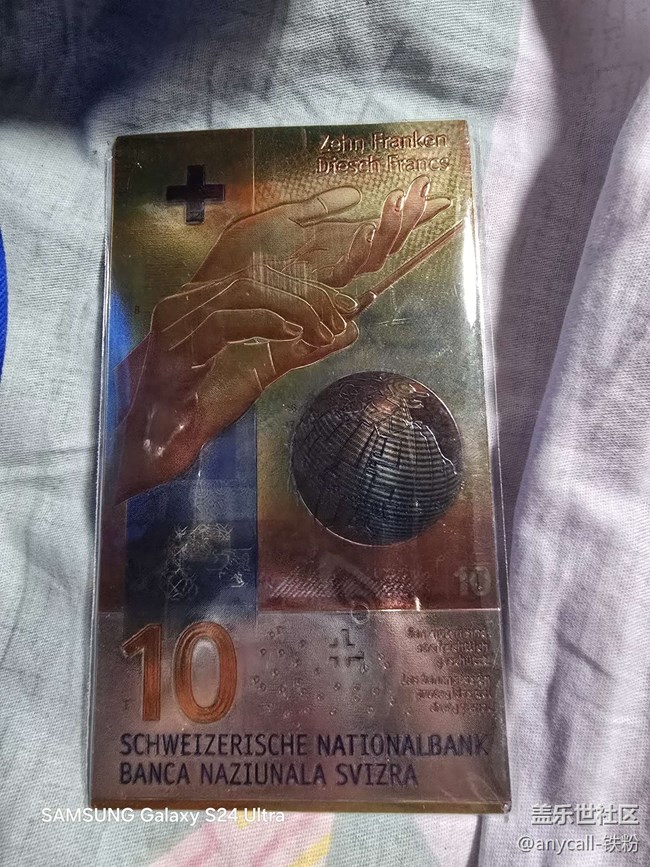 Zehn Franken
Diesch Francs
10
10
SCHWEIZERISCHE NATIONALBANK
BANCA NAZIUNALA SVIZRA
SAMSUNG Galaxy S24 Ultra
盖乐世社区
@anycall-铁粉